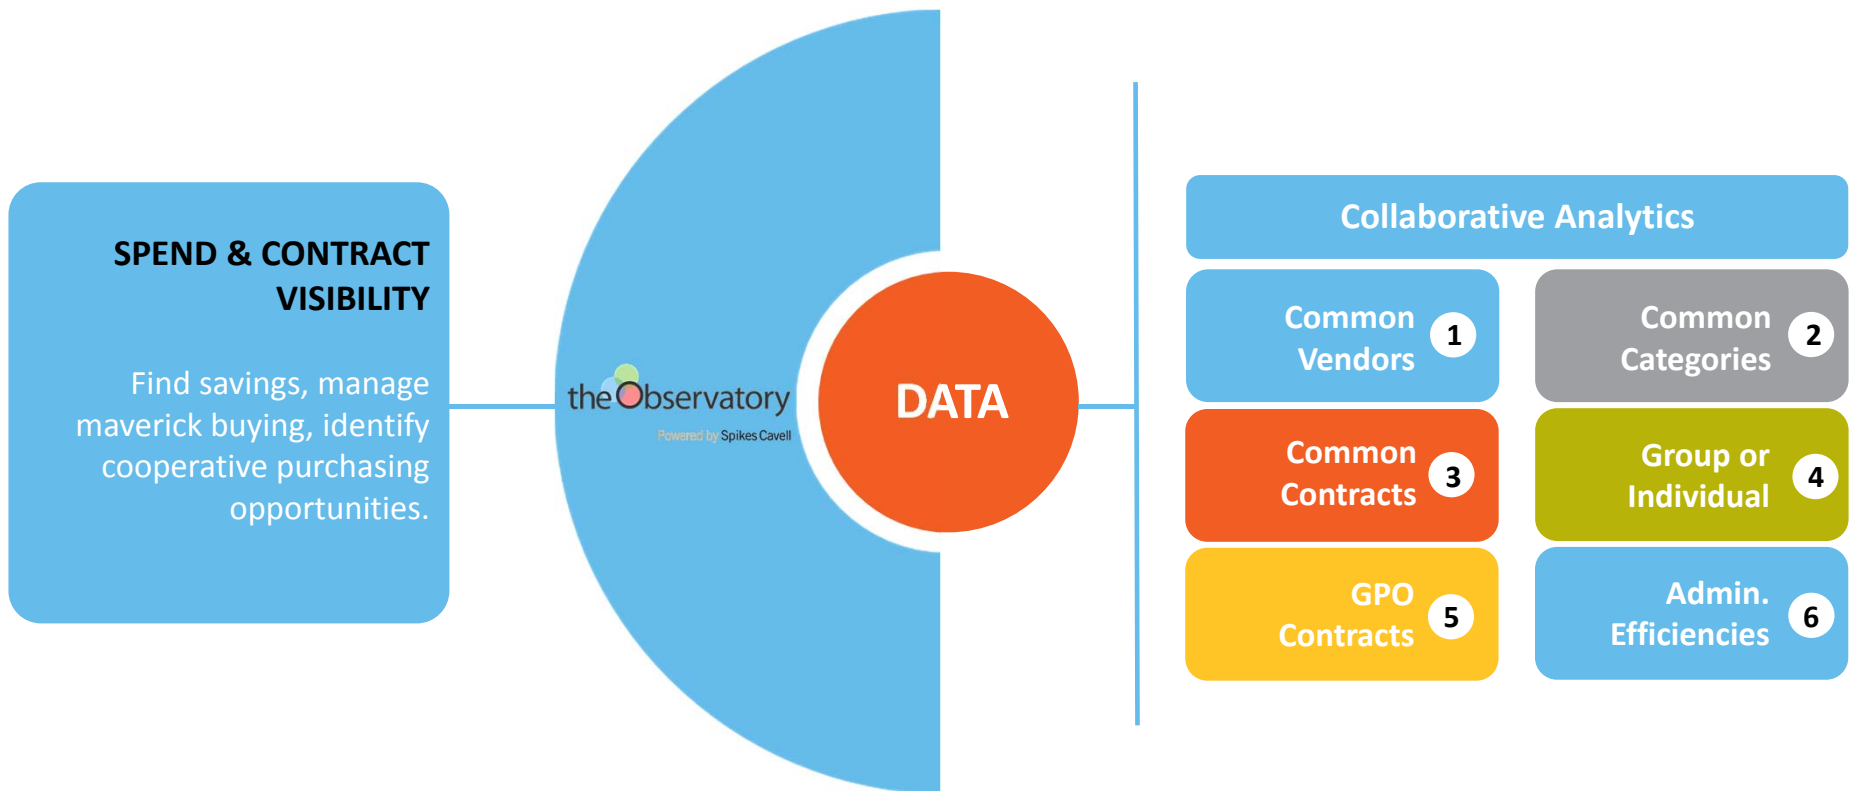 SPEND & CONTRACT
VISIBILITY
Find savings, manage
maverick buying, identify
cooperative purchasing
opportunities.
theObservatory
Powered by Spikes Cavell
DATA
Collaborative Analytics
Common
Vendors
1
Common
Categories
2
Common
Contracts
3
Group or
Individual
4
GPO
Contracts
5
Admin.
Efficiencies
6